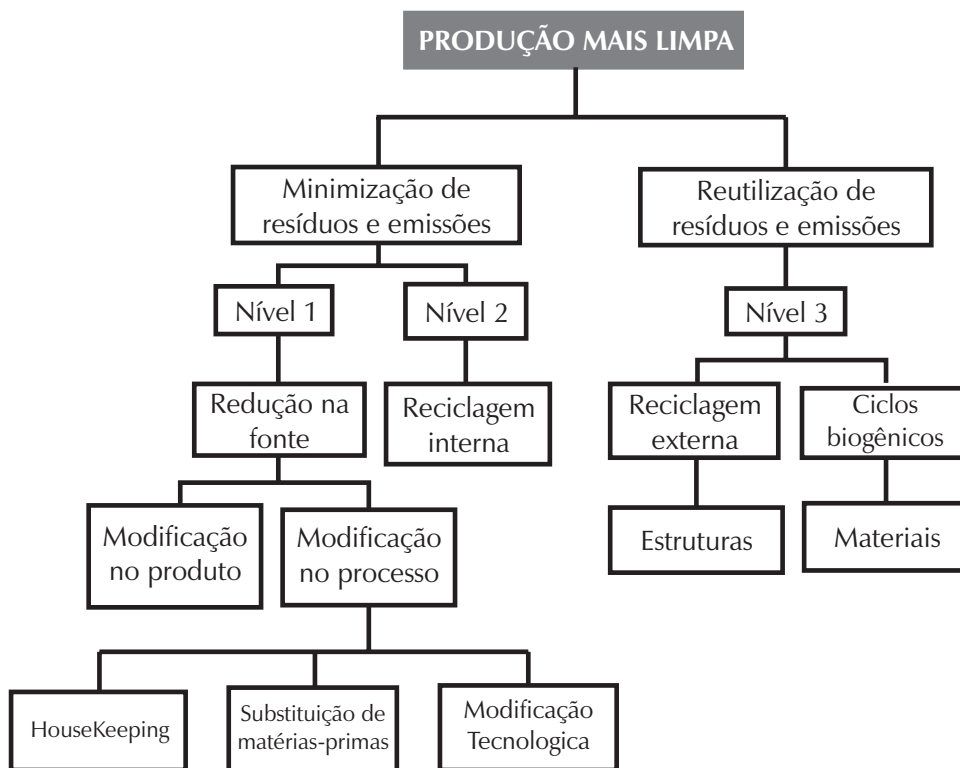 PRODUÇÃO MAIS LIMPA
Minimização de
resíduos e emissões
Reutilização de
resíduos e emissões
Nível 1
Nível 2
Nível 3
Redução na
fonte
Reciclagem
interna
Reciclagem
externa
Ciclos
biogênicos
Modificação
no produto
Modificação
no processo
Estruturas
Materiais
HouseKeeping
Substituição de
matérias-primas
Modificação
Tecnologica